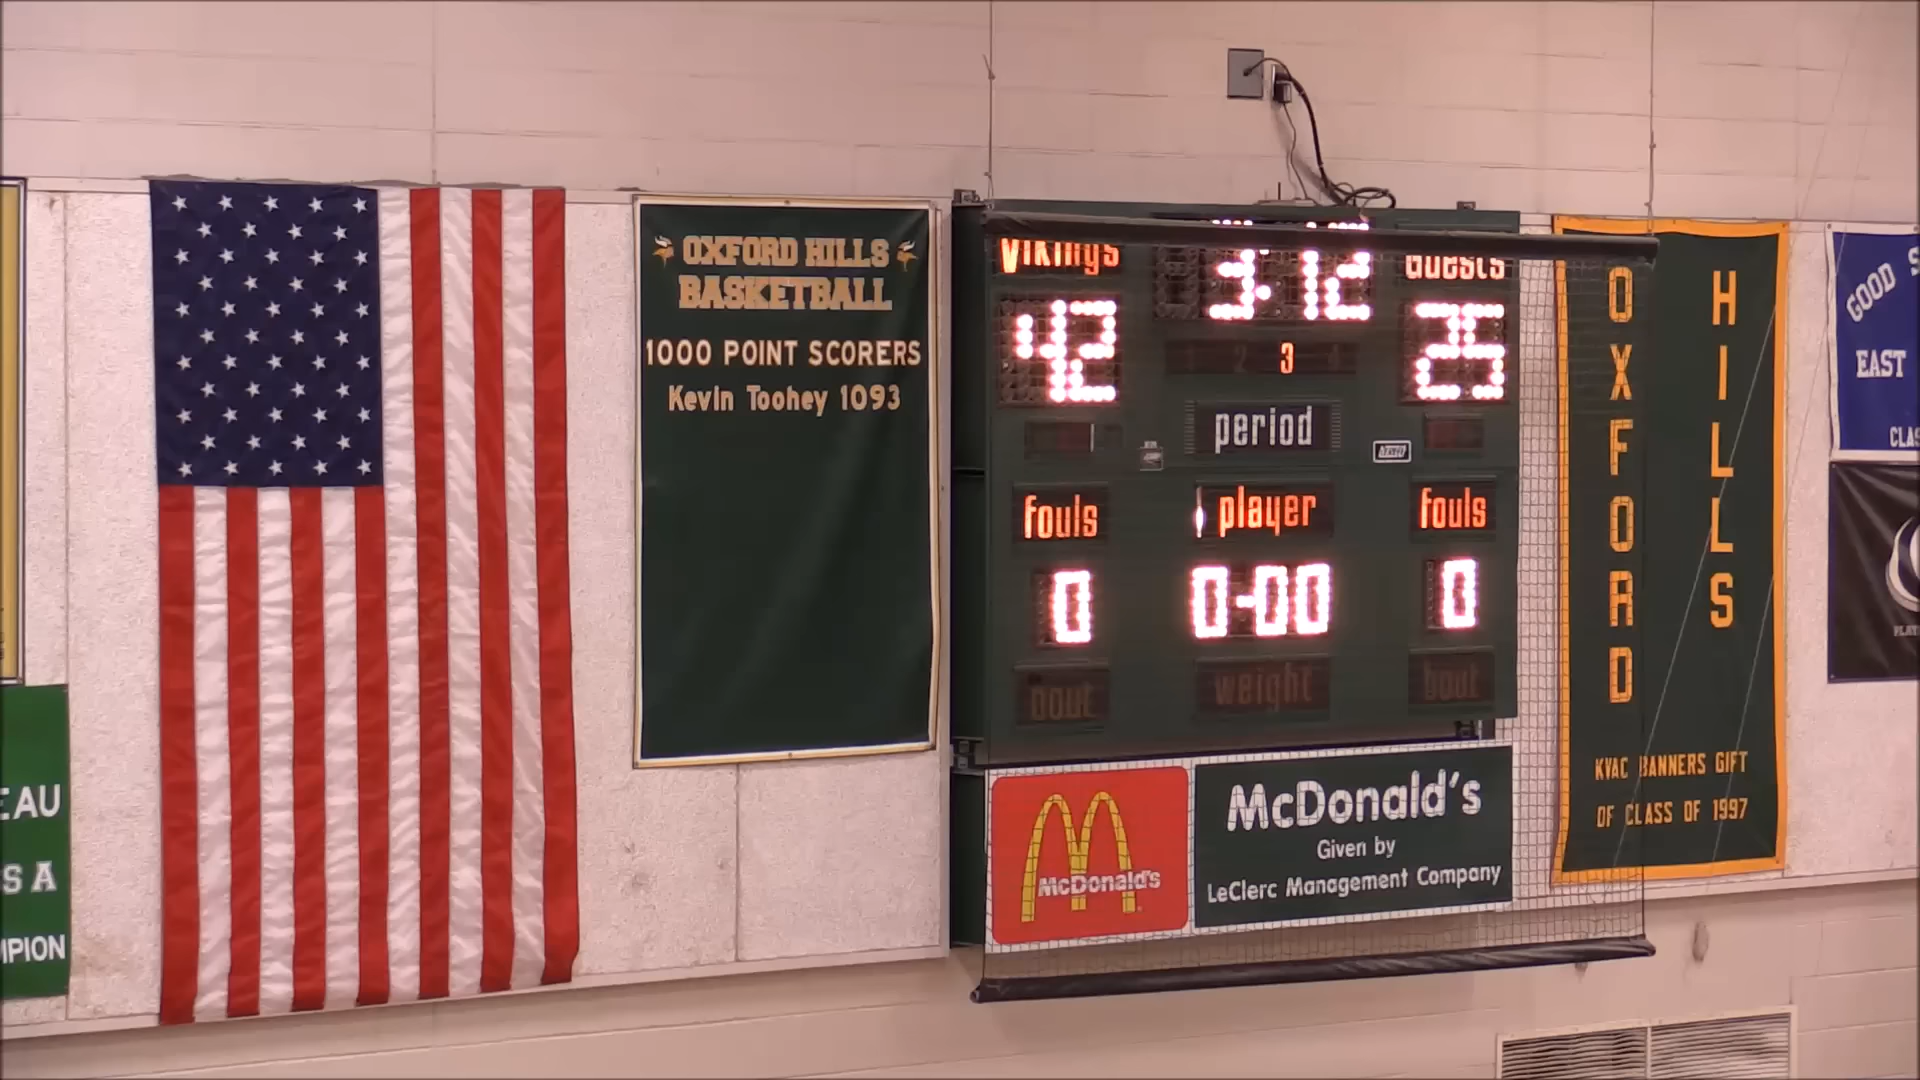 OXFORD HILLS
BASKETBALL
1000 POINT SCORERS
Kevin Toohey 1093
Vikings
3:12
Guests
42
2 3 4
25
period
fouls
player
fouls
0
0-00
0
bout
weight
bout
McDonald's
McDonald's
Given by
LeClerc Management Company
OXFORD
HILLS
KVAC BANNERS GIFT
OF CLASS OF 1997
GOOD
EAST
EAU
S A